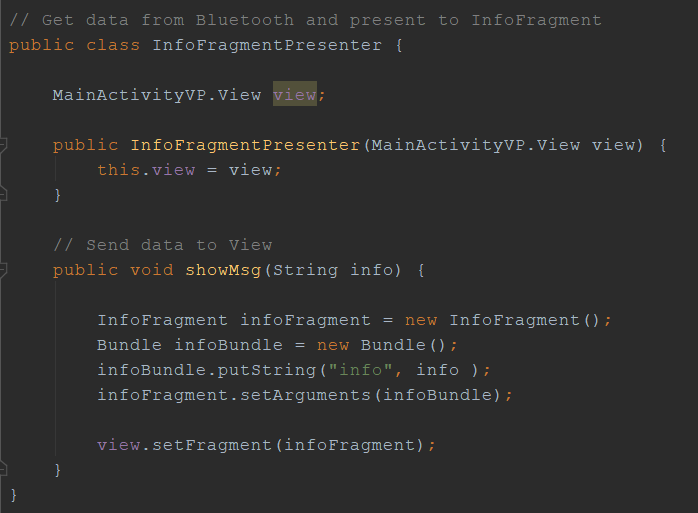 // Get data from Bluetooth and present to InfoFragment
public class InfoFragmentPresenter {
MainActivityVP.View view;
public InfoFragmentPresenter(MainActivityVP.View view) {
this.view = view;
}
// Send data to View
public void showMsg(String info) {
InfoFragment infoFragment = new InfoFragment();
Bundle infoBundle = new Bundle();
infoBundle.putString("info", info );
infoFragment.setArguments(infoBundle);
view.setFragment(infoFragment);
}
}